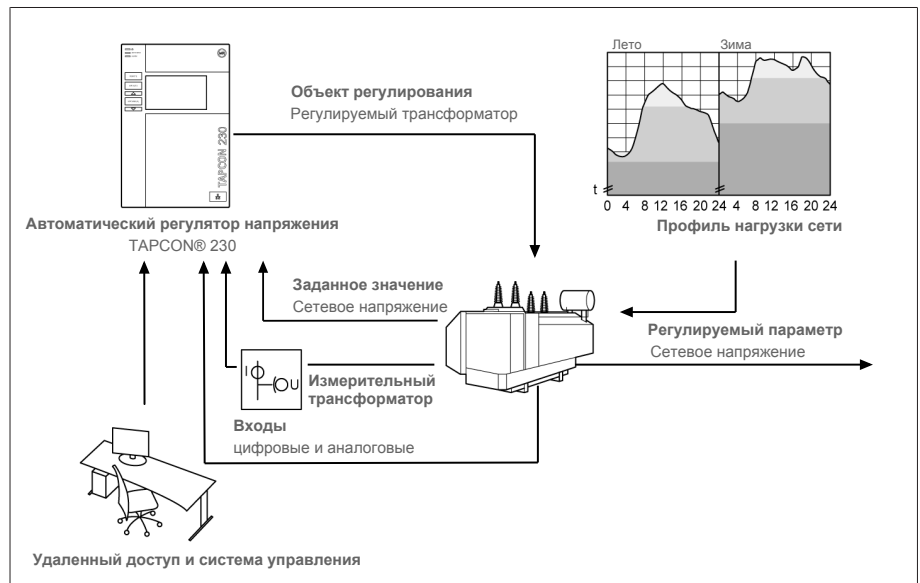 Лето
Зима
Объект регулирования
Регулируемый трансформатор
TAPCON 230
t
0 4 8 12 16 20 24 4 8 12 16 20 24
Автоматический регулятор напряжения
TAPCON® 230
Профиль нагрузки сети
Заданное значение
Сетевое напряжение
Регулируемый параметр
Сетевое напряжение
I
U
Измерительный
трансформатор
Входы
цифровые и аналоговые
Удаленный доступ и система управления